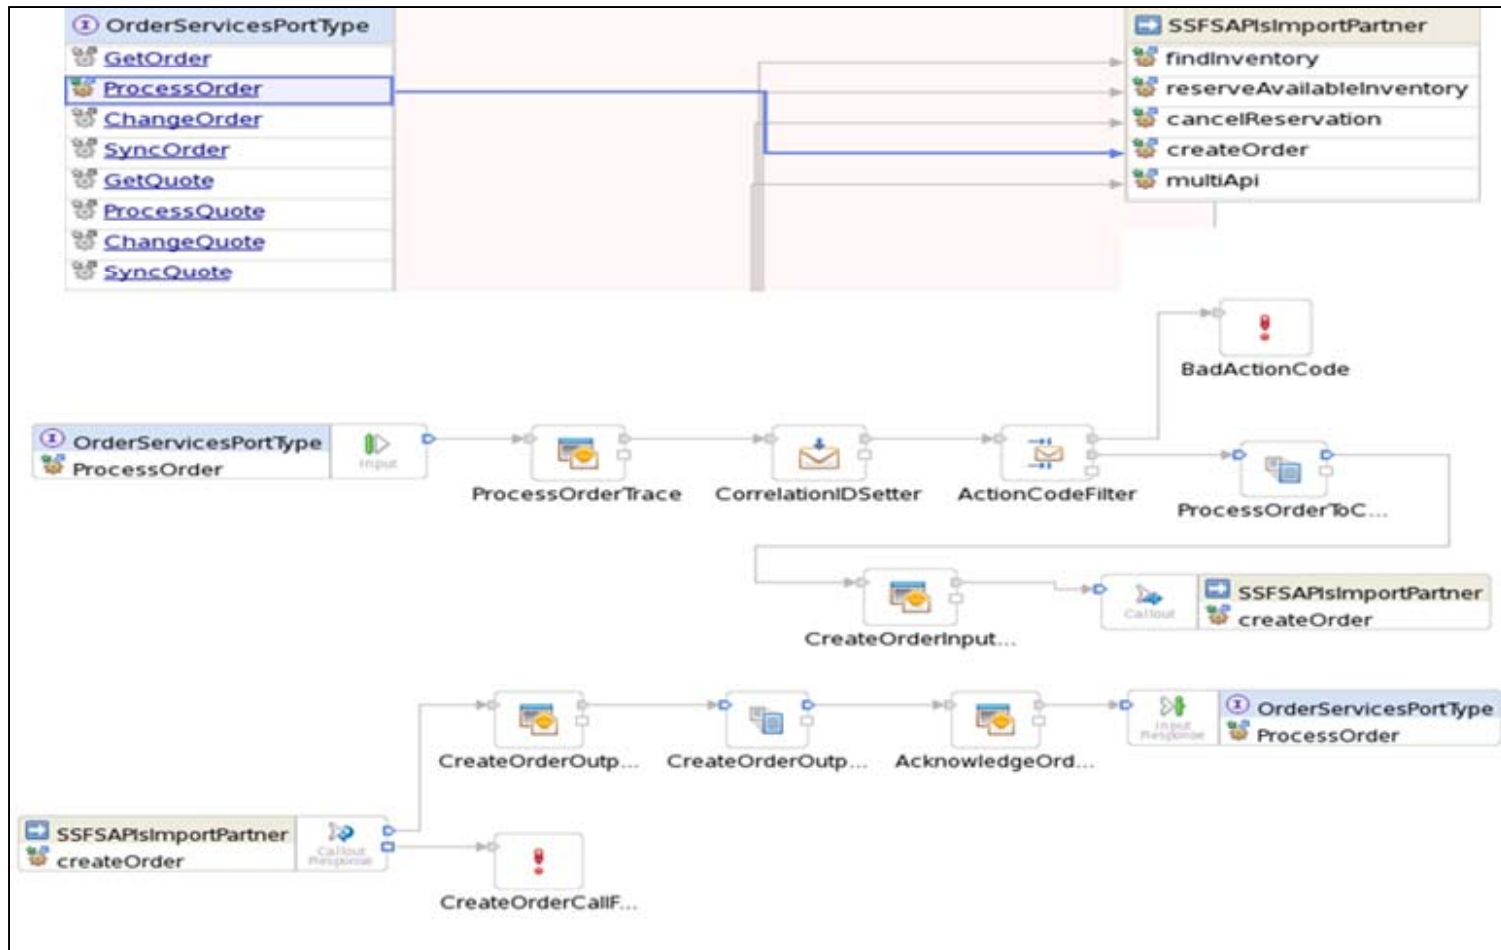 OrderServicesPortType
GetOrder
ProcessOrder
ChangeOrder
SyncOrder
GetQuote
ProcessQuote
ChangeQuote
SyncQuote
SSFSAPIsImportPartner
findInventory
reserveAvailableInventory
cancelReservation
createOrder
multiApi
BadActionCode
OrderServicesPortType
ProcessOrder
Input
ProcessOrderTrace
CorrelationIDSetter
ActionCodeFilter
ProcessOrderToC...
CreateOrderInput...
Callout
SSFSAPIsImportPartner
createOrder
CreateOrderOutp...
CreateOrderOutp...
AcknowledgeOrd...
Input
Response
OrderServicesPortType
ProcessOrder
SSFSAPIsImportPartner
createOrder
Callout
Response
CreateOrderCallF...